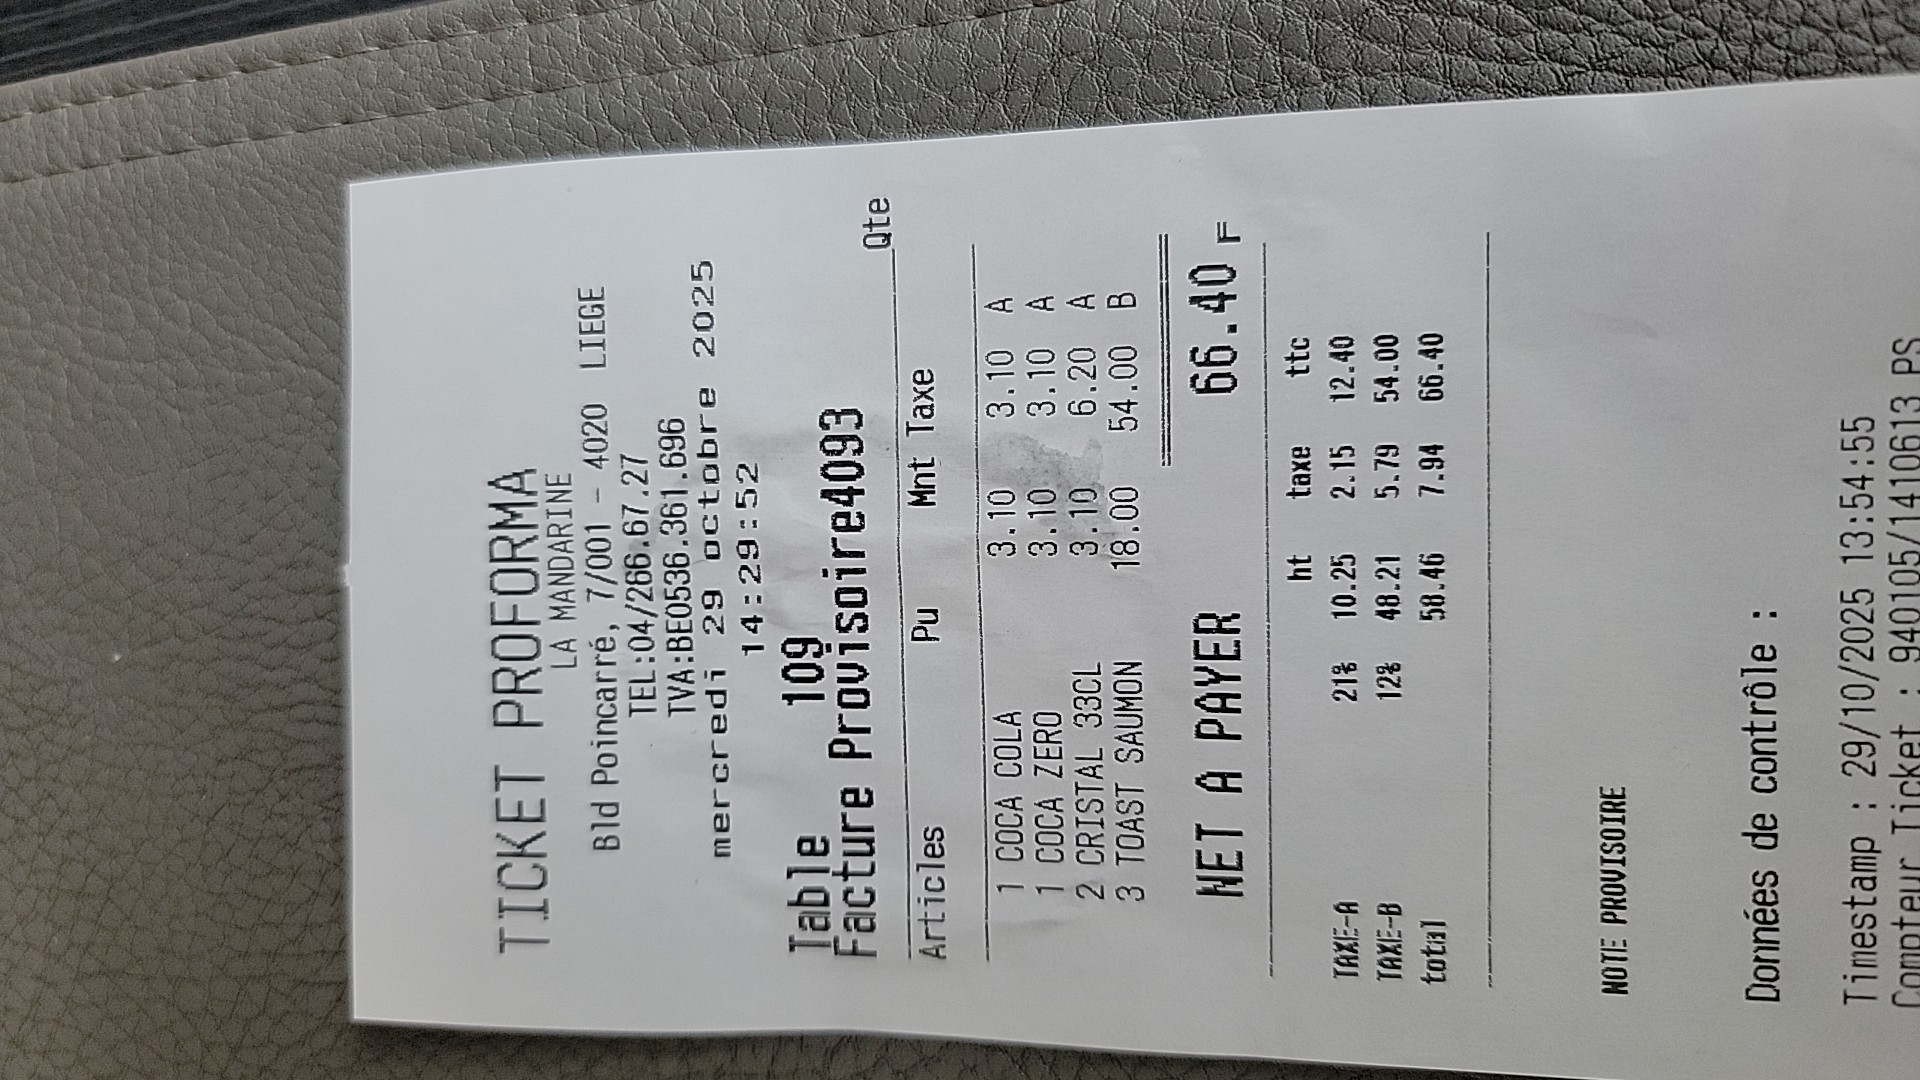 TICKET PROFORMA
LA MANDARINE
Bld Poincarré, 7/001 - 4020 LIEGE
TEL:04/266.67.27
TVA:BE0536.361.696
mercredi 29 octobre 2025
14:29:52
Table 109
Facture Provisoire4093
Qte
Articles Pu Mnt Taxe
1 COCA COLA 3.10 3.10 A
1 COCA ZERO 3.10 3.10 A
2 CRISTAL 33CL 3.10 6.20 A
3 TOAST SAUMON 18.00 54.00 B
NET A PAYER 66.40 F
ht taxe ttc
TAXE-A 21% 10.25 2.15 12.40
TAXE-B 12% 48.21 5.79 54.00
total 58.46 7.94 66.40
NOTE PROVISOIRE
Données de contrôle :
Timestamp : 29/10/2025 13:54:55
Compteur Ticket : 940105/1410613 PS